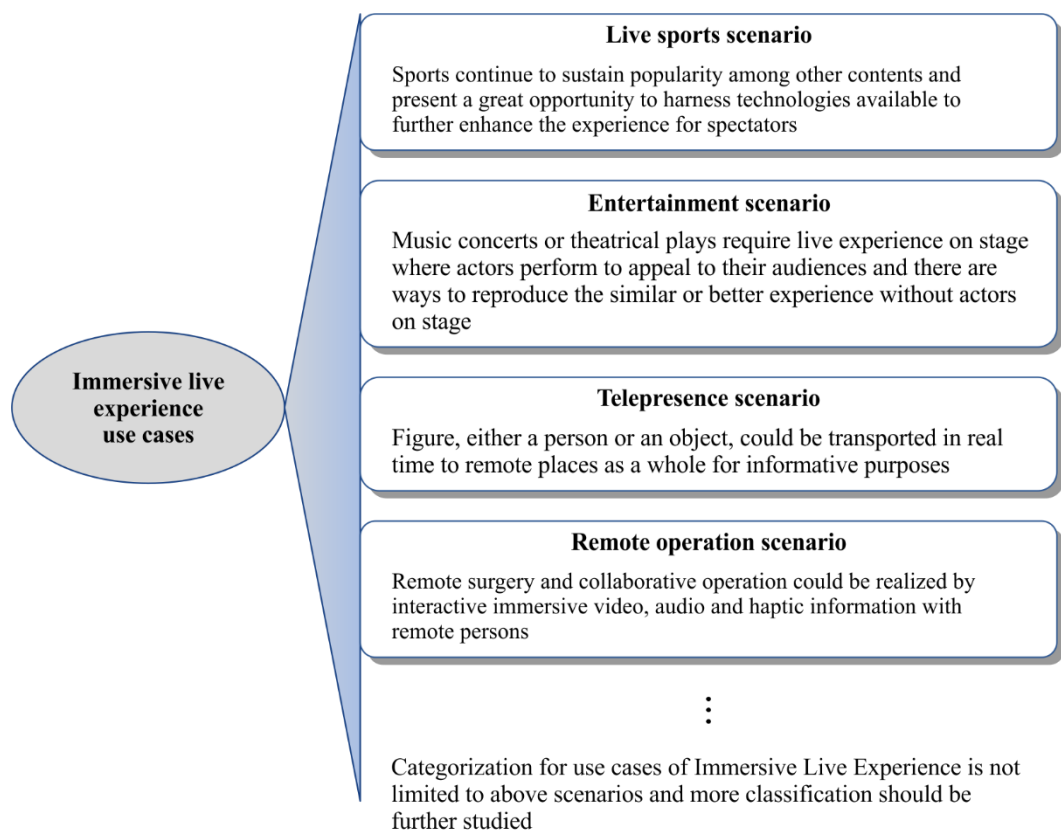 Immersive live
experience
use cases
Live sports scenario
Sports continue to sustain popularity among other contents and
present a great opportunity to harness technologies available to
further enhance the experience for spectators
Entertainment scenario
Music concerts or theatrical plays require live experience on stage
where actors perform to appeal to their audiences and there are
ways to reproduce the similar or better experience without actors
on stage
Telepresence scenario
Figure, either a person or an object, could be transported in real
time to remote places as a whole for informative purposes
Remote operation scenario
Remote surgery and collaborative operation could be realized by
interactive immersive video, audio and haptic information with
remote persons
⋮
Categorization for use cases of Immersive Live Experience is not
limited to above scenarios and more classification should be
further studied